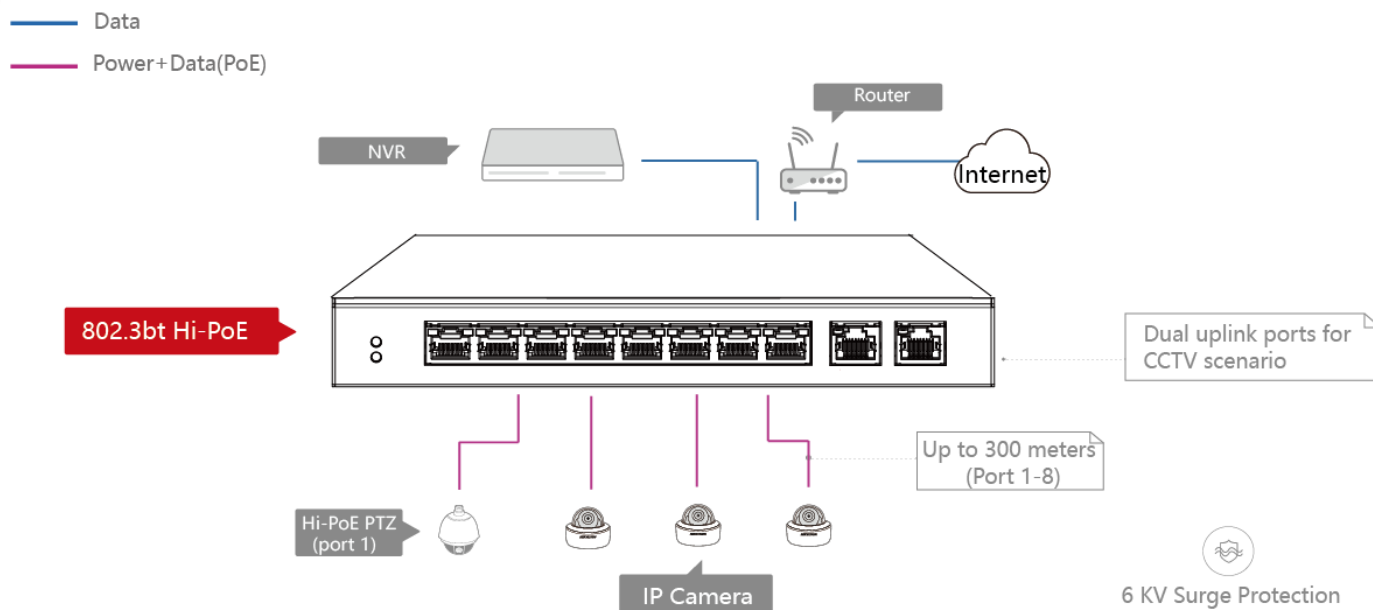 Data
Power+Data(PoE)
Router
NVR
Internet
802.3bt Hi-PoE
Dual uplink ports for
CCTV scenario
Up to 300 meters
(Port 1-8)
Hi-PoE PTZ
(port 1)
IP Camera
6 KV Surge Protection